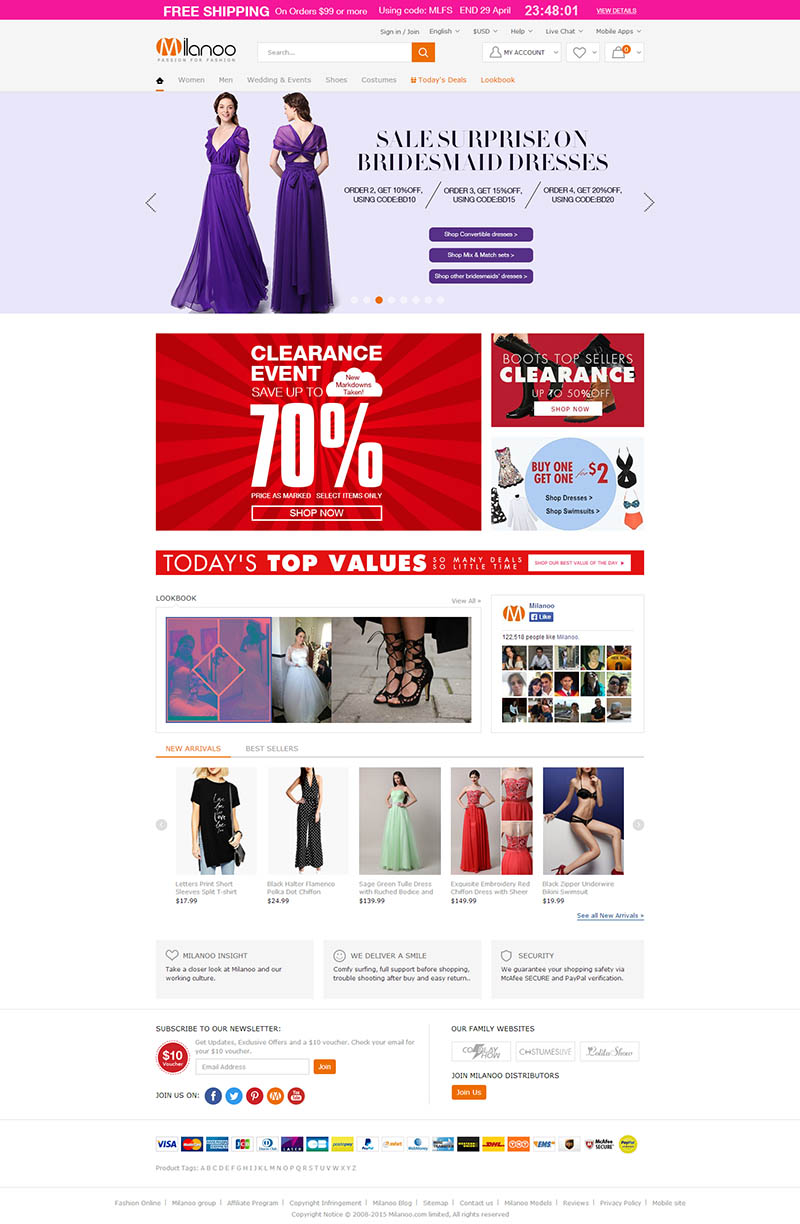 FREE SHIPPING On Orders $99 or more Using code: MLFS END 29 April 23:48:01 VIEW DETAILS
Sign in / Join English $USD Help Live Chat Mobile Apps
Milanoo
PASSION FOR FASHION
Search...
MY ACCOUNT
0
Women Men Wedding & Events Shoes Costumes Today's Deals Lookbook
SALE SURPRISE ON
BRIDESMAID DRESSES
ORDER 2, GET 10%OFF,
USING CODE:BD10
ORDER 3, GET 15%OFF,
USING CODE:BD15
ORDER 4, GET 20%OFF,
USING CODE:BD20
Shop Convertible dresses >
Shop Mix & Match sets >
Shop other bridesmaids' dresses >
CLEARANCE
EVENT
SAVE UP TO
New
Markdowns
Taken!
70%
PRICE AS MARKED SELECT ITEMS ONLY
SHOP NOW
BOOTS TOP SELLERS
CLEARANCE
UP TO 50%OFF
SHOP NOW
BUY ONE
GET ONE for $2
Shop Dresses >
Shop Swimsuits >
TODAY'S TOP VALUES
SO MANY DEALS
SO LITTLE TIME
SHOP OUR BEST VALUE OF THE DAY
LOOKBOOK
View All »
Milanoo
Like
122,518 people like Milanoo.
NEW ARRIVALS BEST SELLERS
Letters Print Short
Sleeves Split T-shirt
$17.99
Black Halter Flamenco
Polka Dot Chiffon
$24.99
Sage Green Tulle Dress
with Ruched Bodice and
$139.99
Exquisite Embroidery Red
Chiffon Dress with Sheer
$149.99
Black Zipper Underwire
Bikini Swimsuit
$19.99
See all New Arrivals »
MILANOO INSIGHT
Take a closer look at Milanoo and our
working culture.
WE DELIVER A SMILE
Comfy surfing, full support before shopping,
trouble shooting after buy and easy return..
SECURITY
We guarantee your shopping safety via
McAfee SECURE and PayPal verification.
SUBSCRIBE TO OUR NEWSLETTER:
$10
Voucher
Get Updates, Exclusive Offers and a $10 voucher. Check your email for
your $10 voucher.
Email Address
Join
JOIN US ON:
OUR FAMILY WEBSITES
COSPLAY SHOW
COSTUMESLIVE
Lolita Show
JOIN MILANOO DISTRIBUTORS
Join Us
VISA
Product Tags: A B C D E F G H I J K L M N O P Q R S T U V W X Y Z
Fashion Online | Milanoo group | Affiliate Program | Copyright Infringement | Milanoo Blog | Sitemap | Contact us | Milanoo Models | Reviews | Privacy Policy | Mobile site
Copyright Notice © 2008-2015 Milanoo.com limited, All rights reserved